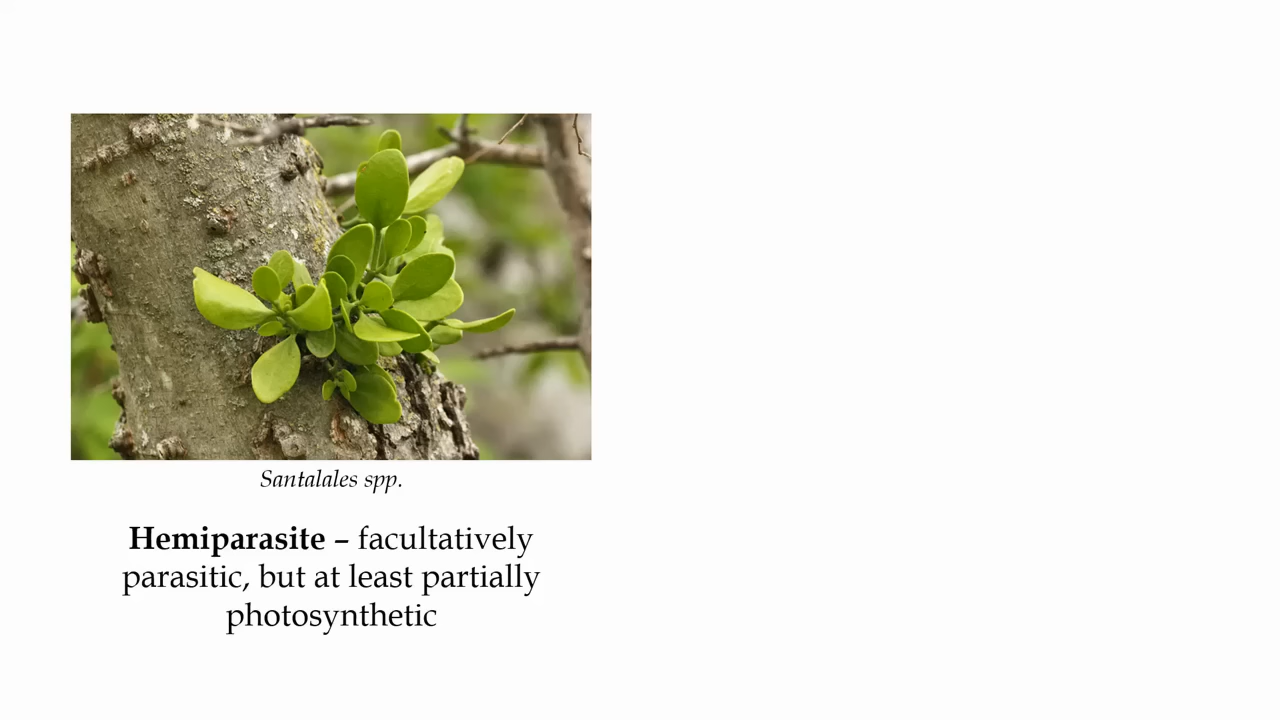 Santalales spp.
Hemiparasite – facultatively
parasitic, but at least partially
photosynthetic